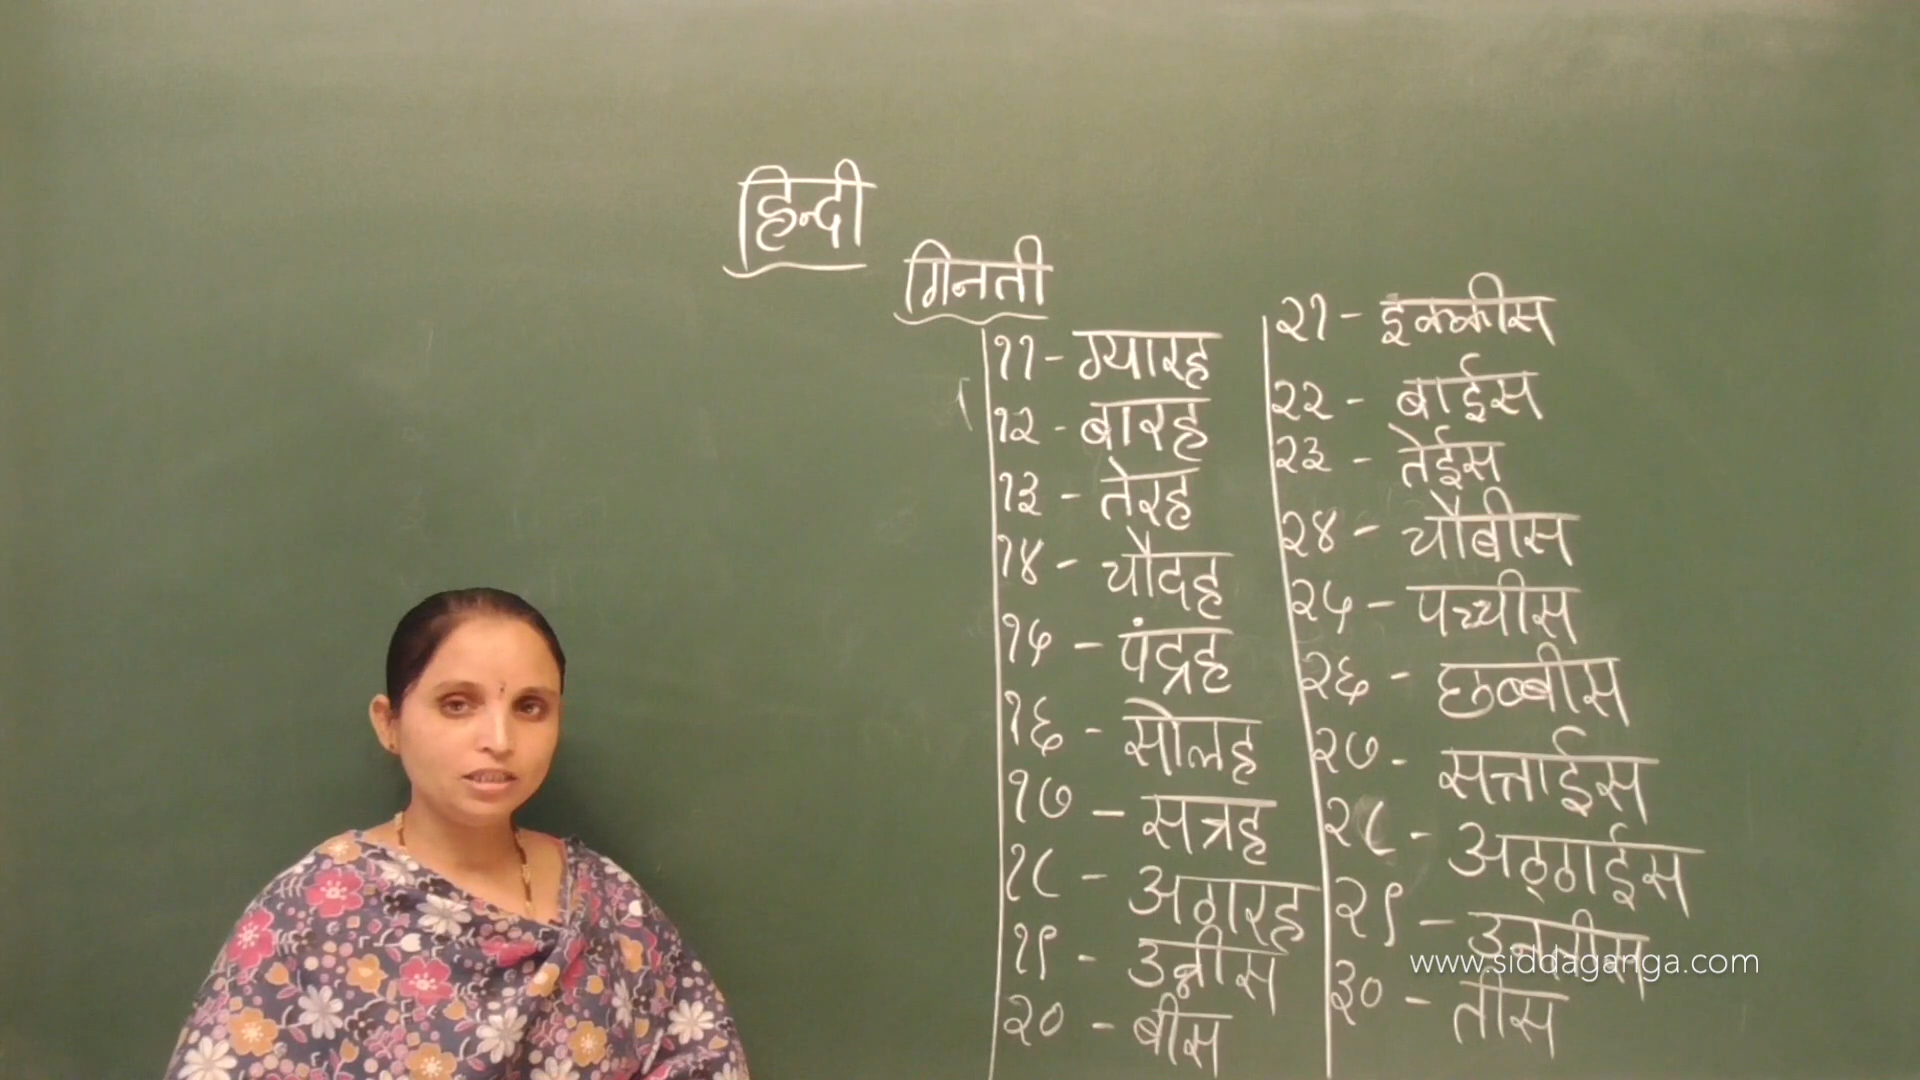 हिन्दी
गिनती
११ - ग्यारह
१२ - बारह
१३ - तेरह
१४ - चौदह
१५ - पंद्रह
१६ - सोलह
१७ - सत्रह
१८ - अठारह
१९ - उन्नीस
२० - बीस
२१ - इक्कीस
२२ - बाईस
२३ - तेईस
२४ - चौबीस
२५ - पच्चीस
२६ - छब्बीस
२७ - सत्ताईस
२८ - अठ्ठाईस
२९ -
३० - तीस
www.siddaganga.com